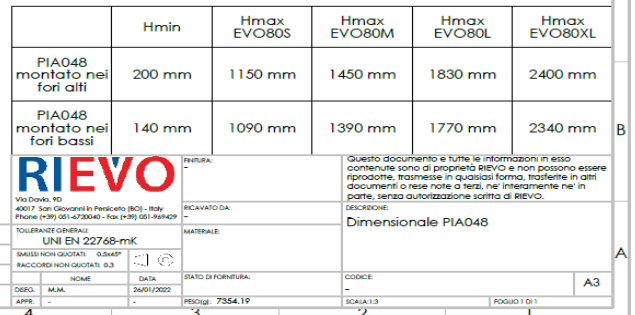 Hmin
Hmax EVO80S
Hmax EVO80M
Hmax EVO80L
Hmax EVO80XL
PIA048 montato nei fori alti
200 mm
1150 mm
1450 mm
1830 mm
2400 mm
PIA048 montato nei fori bassi
140 mm
1090 mm
1390 mm
1770 mm
2340 mm
B
RIEVO
Via Davia, 9D
40017 San Giovanni in Persiceto (BO) - Italy
Phone (+39) 051-6720040 - Fax (+39) 051-969429
FINITURA:
-
Questo documento e tutte le informazioni in esso
contenute sono di proprietà RIEVO e non possono essere
riprodotte, trasmesse in qualsiasi forma, trasferite in altri
documenti o rese note a terzi, ne' interamente ne' in
parte, senza autorizzazione scritta di RIEVO.
RICAVATO DA:
-
DESCRIZIONE:
Dimensionale PIA048
TOLLERANZE GENERALI:
UNI EN 22768-mK
MATERIALE:
SMUSSI NON QUOTATI: 0.5x45°
RACCORDI NON QUOTATI: 0.3
A
NOME
DATA
STATO DI FORNITURA:
-
CODICE:
-
A3
DISEG.
M.M.
26/01/2022
APPR.
-
-
PESO(g): 7354.19
SCALA:1:3
FOGLIO 1 DI 1
4
3
2
1